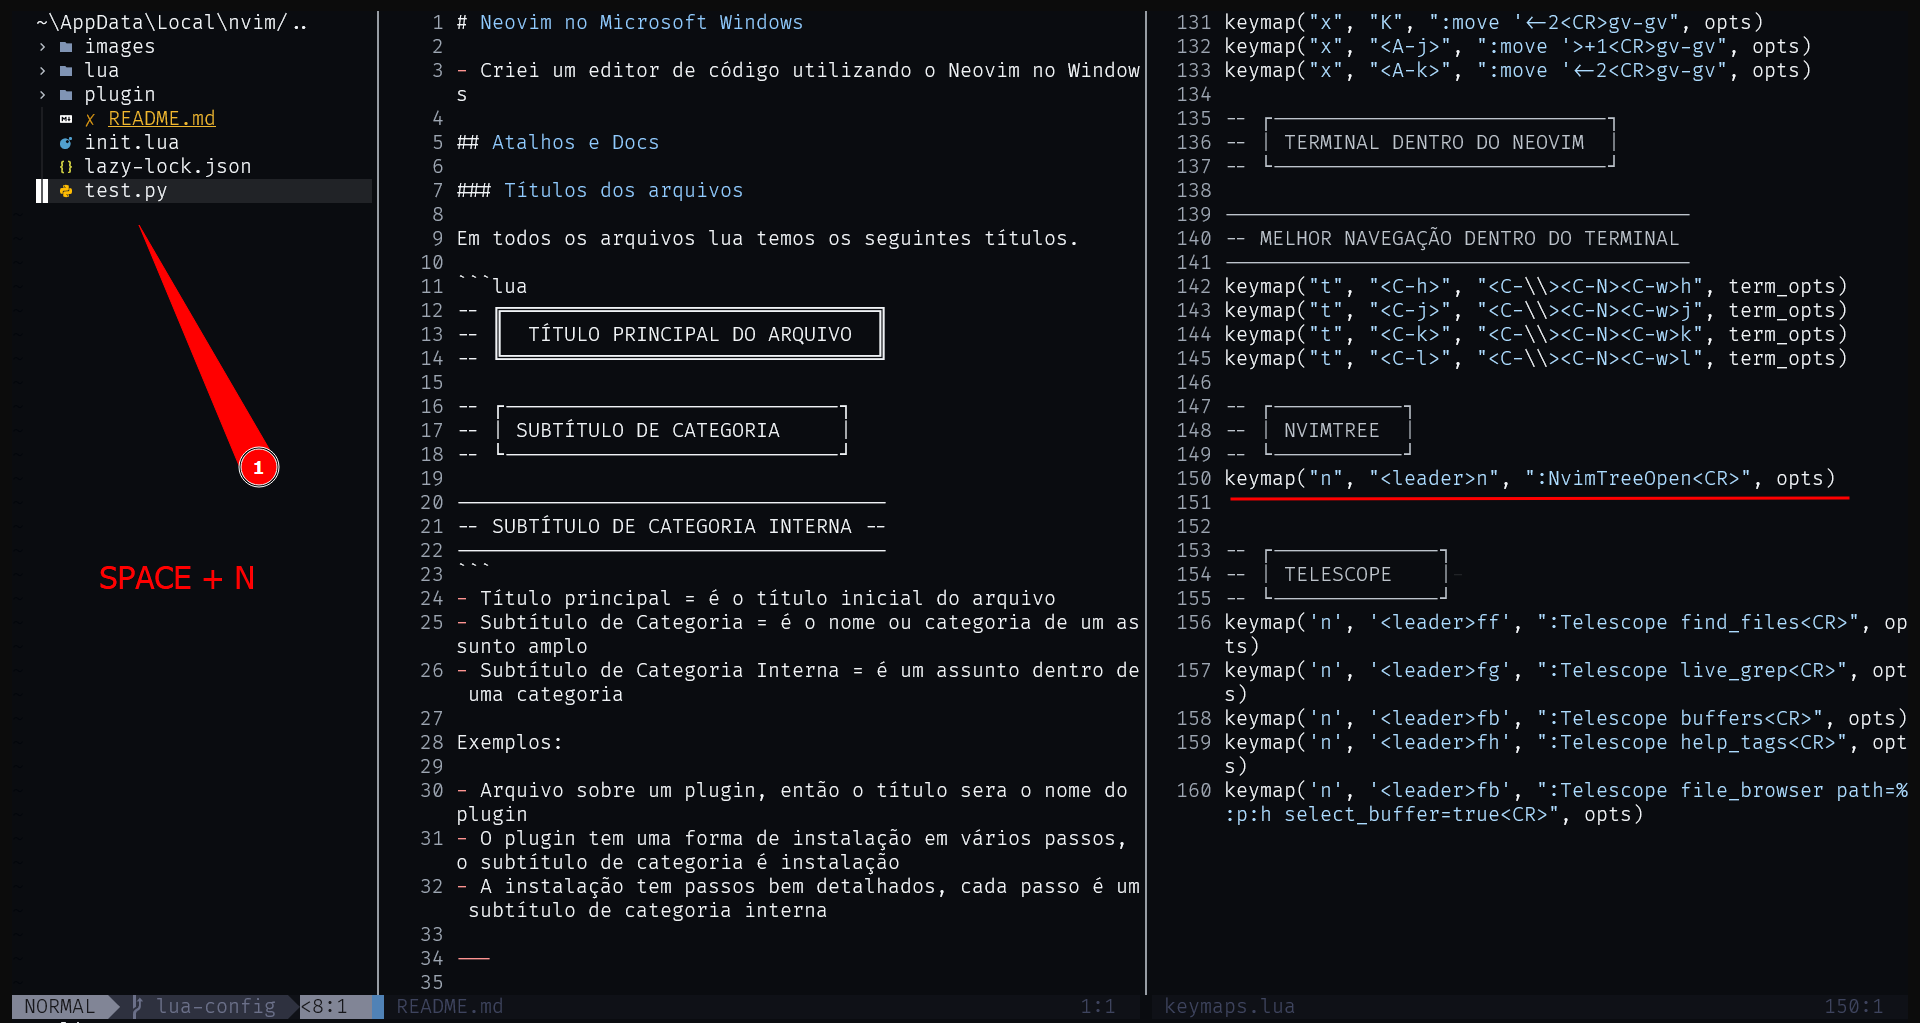 ~\AppData\Local\nvim/..
› images
› lua
› plugin
✗ README.md
init.lua
{} lazy-lock.json
test.py
1
SPACE + N
1 # Neovim no Microsoft Windows
2
3 - Criei um editor de código utilizando o Neovim no Window
s
4
5 ## Atalhos e Docs
6
7 ### Títulos dos arquivos
8
9 Em todos os arquivos lua temos os seguintes títulos.
10
11 ```lua
12 -- ╔════════════════════════════════╗
13 -- ║  TÍTULO PRINCIPAL DO ARQUIVO  ║
14 -- ╚════════════════════════════════╝
15
16 -- ┌────────────────────────────┐
17 -- │ SUBTÍTULO DE CATEGORIA     │
18 -- └────────────────────────────┘
19
20 ------------------------------------
21 -- SUBTÍTULO DE CATEGORIA INTERNA --
22 ------------------------------------
23 ```
24 - Título principal = é o título inicial do arquivo
25 - Subtítulo de Categoria = é o nome ou categoria de um as
sunto amplo
26 - Subtítulo de Categoria Interna = é um assunto dentro de
uma categoria
27
28 Exemplos:
29
30 - Arquivo sobre um plugin, então o título sera o nome do
plugin
31 - O plugin tem uma forma de instalação em vários passos,
o subtítulo de categoria é instalação
32 - A instalação tem passos bem detalhados, cada passo é um
subtítulo de categoria interna
33
34 ---
35
131 keymap("x", "K", ":move '<-2<CR>gv-gv", opts)
132 keymap("x", "<A-j>", ":move '>+1<CR>gv-gv", opts)
133 keymap("x", "<A-k>", ":move '<-2<CR>gv-gv", opts)
134
135 -- ┌────────────────────────────┐
136 -- │ TERMINAL DENTRO DO NEOVIM  │
137 -- └────────────────────────────┘
138
139 ---------------------------------------
140 -- MELHOR NAVEGAÇÃO DENTRO DO TERMINAL
141 ---------------------------------------
142 keymap("t", "<C-h>", "<C-\\><C-N><C-w>h", term_opts)
143 keymap("t", "<C-j>", "<C-\\><C-N><C-w>j", term_opts)
144 keymap("t", "<C-k>", "<C-\\><C-N><C-w>k", term_opts)
145 keymap("t", "<C-l>", "<C-\\><C-N><C-w>l", term_opts)
146
147 -- ┌───────────┐
148 -- │ NVIMTREE  │
149 -- └───────────┘
150 keymap("n", "<leader>n", ":NvimTreeOpen<CR>", opts)
151
152
153 -- ┌──────────────┐
154 -- │ TELESCOPE    │-
155 -- └──────────────┘
156 keymap('n', '<leader>ff', ":Telescope find_files<CR>", op
ts)
157 keymap('n', '<leader>fg', ":Telescope live_grep<CR>", opt
s)
158 keymap('n', '<leader>fb', ":Telescope buffers<CR>", opts)
159 keymap('n', '<leader>fh', ":Telescope help_tags<CR>", opt
s)
160 keymap('n', '<leader>fb', ":Telescope file_browser path=%
:p:h select_buffer=true<CR>", opts)
NORMAL lua-config <8:1 README.md 1:1 keymaps.lua 150:1